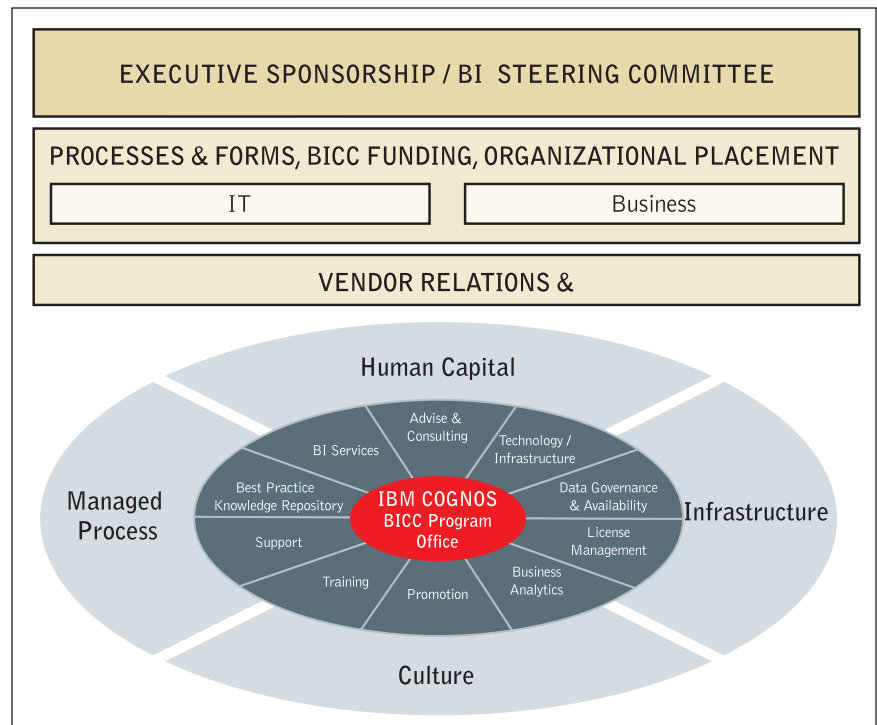 EXECUTIVE SPONSORSHIP / BI STEERING COMMITTEE
PROCESSES & FORMS, BICC FUNDING, ORGANIZATIONAL PLACEMENT
IT
Business
VENDOR RELATIONS &
Human Capital
Advise &
Consulting
Technology /
Infrastructure
BI Services
Data Governance
& Availability
Best Practice
Knowledge Repository
IBM COGNOS
BICC Program
Office
Managed
Process
Infrastructure
License
Management
Support
Business
Analytics
Training
Promotion
Culture